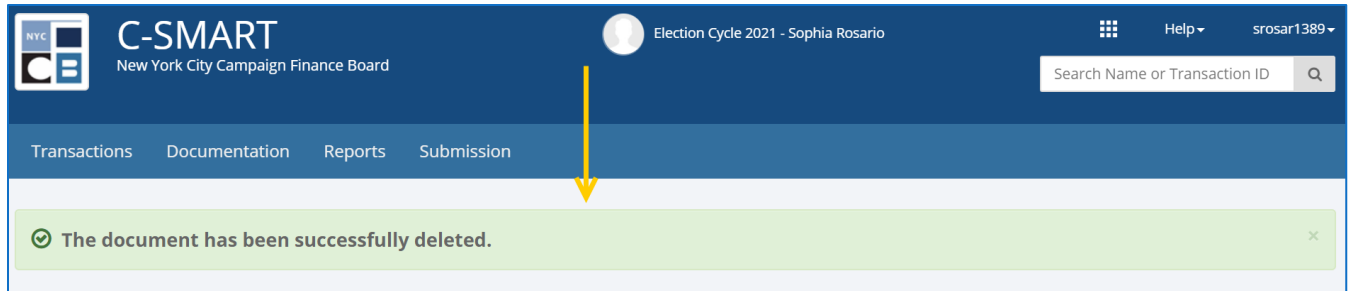 NYC
CB
C-SMART
New York City Campaign Finance Board
Election Cycle 2021 - Sophia Rosario
Help
srosar1389
Search Name or Transaction ID
Transactions Documentation Reports Submission
The document has been successfully deleted.
×